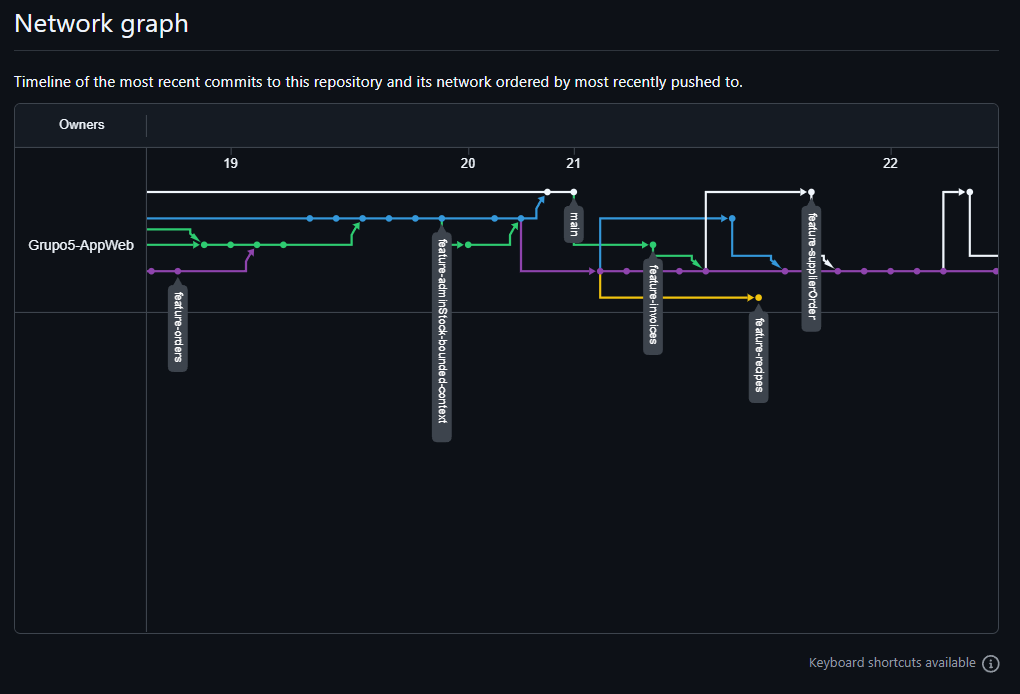 Network graph
Timeline of the most recent commits to this repository and its network ordered by most recently pushed to.
Owners
19
20
21
22
Grupo5-AppWeb
main
feature-orders
feature-adminStock-bounded-context
feature-invoices
feature-recipes
feature-supplierOrder
Keyboard shortcuts available